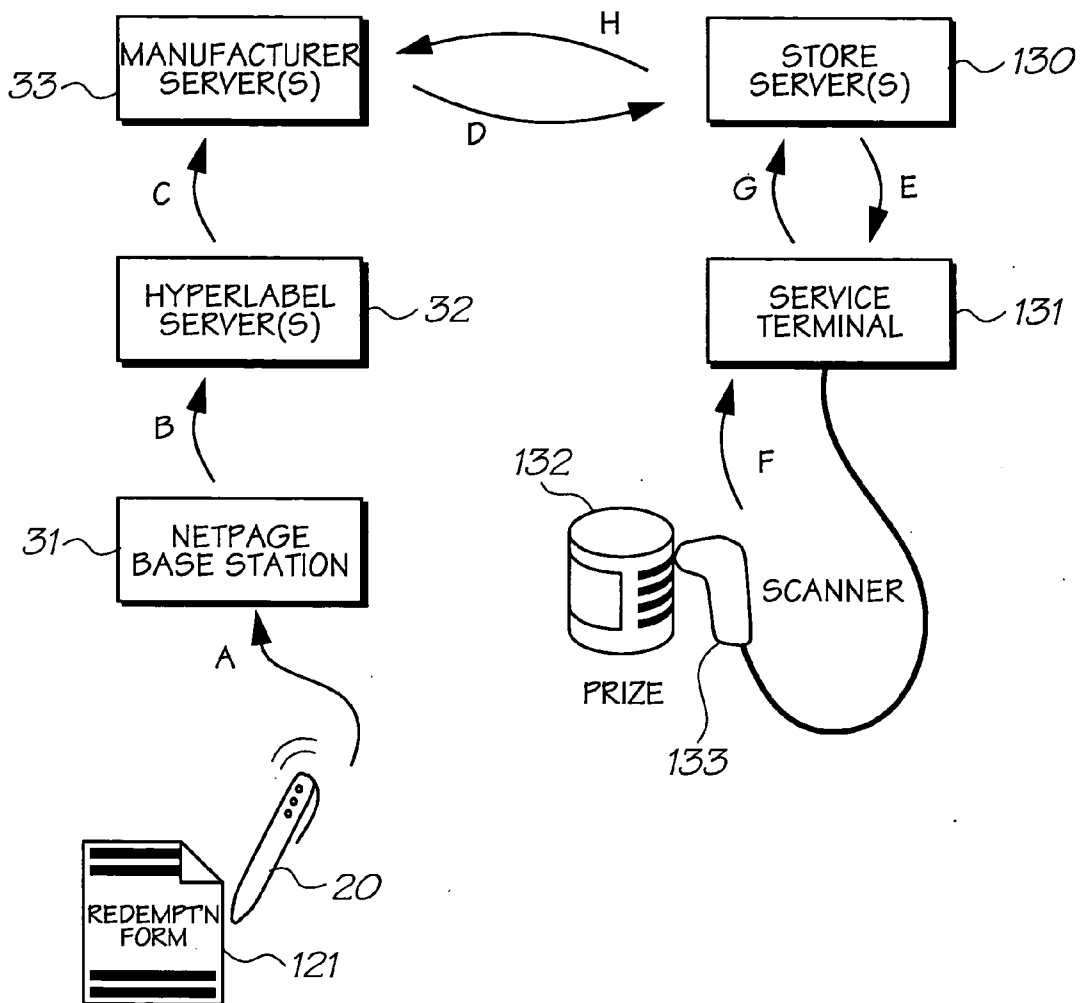 H
MANUFACTURER
SERVER(S)
33
STORE
SERVER(S)
130
D
C
G
E
HYPERLABEL
SERVER(S)
32
SERVICE
TERMINAL
131
B
F
132
31
NETPAGE
BASE STATION
SCANNER
A
PRIZE
133
20
REDEMPT'N
FORM
121